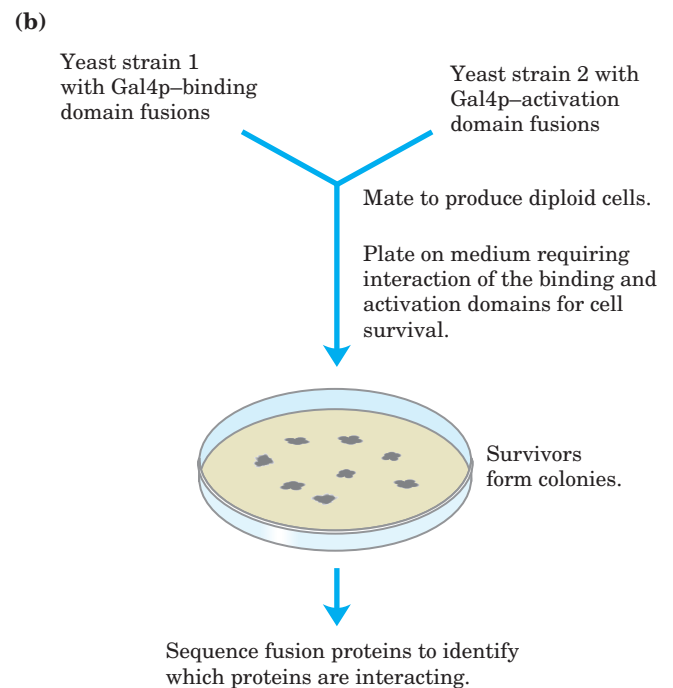 (b)
Yeast strain 1
with Gal4p–binding
domain fusions
Yeast strain 2 with
Gal4p–activation
domain fusions
Mate to produce diploid cells.
Plate on medium requiring
interaction of the binding and
activation domains for cell
survival.
Survivors
form colonies.
Sequence fusion proteins to identify
which proteins are interacting.